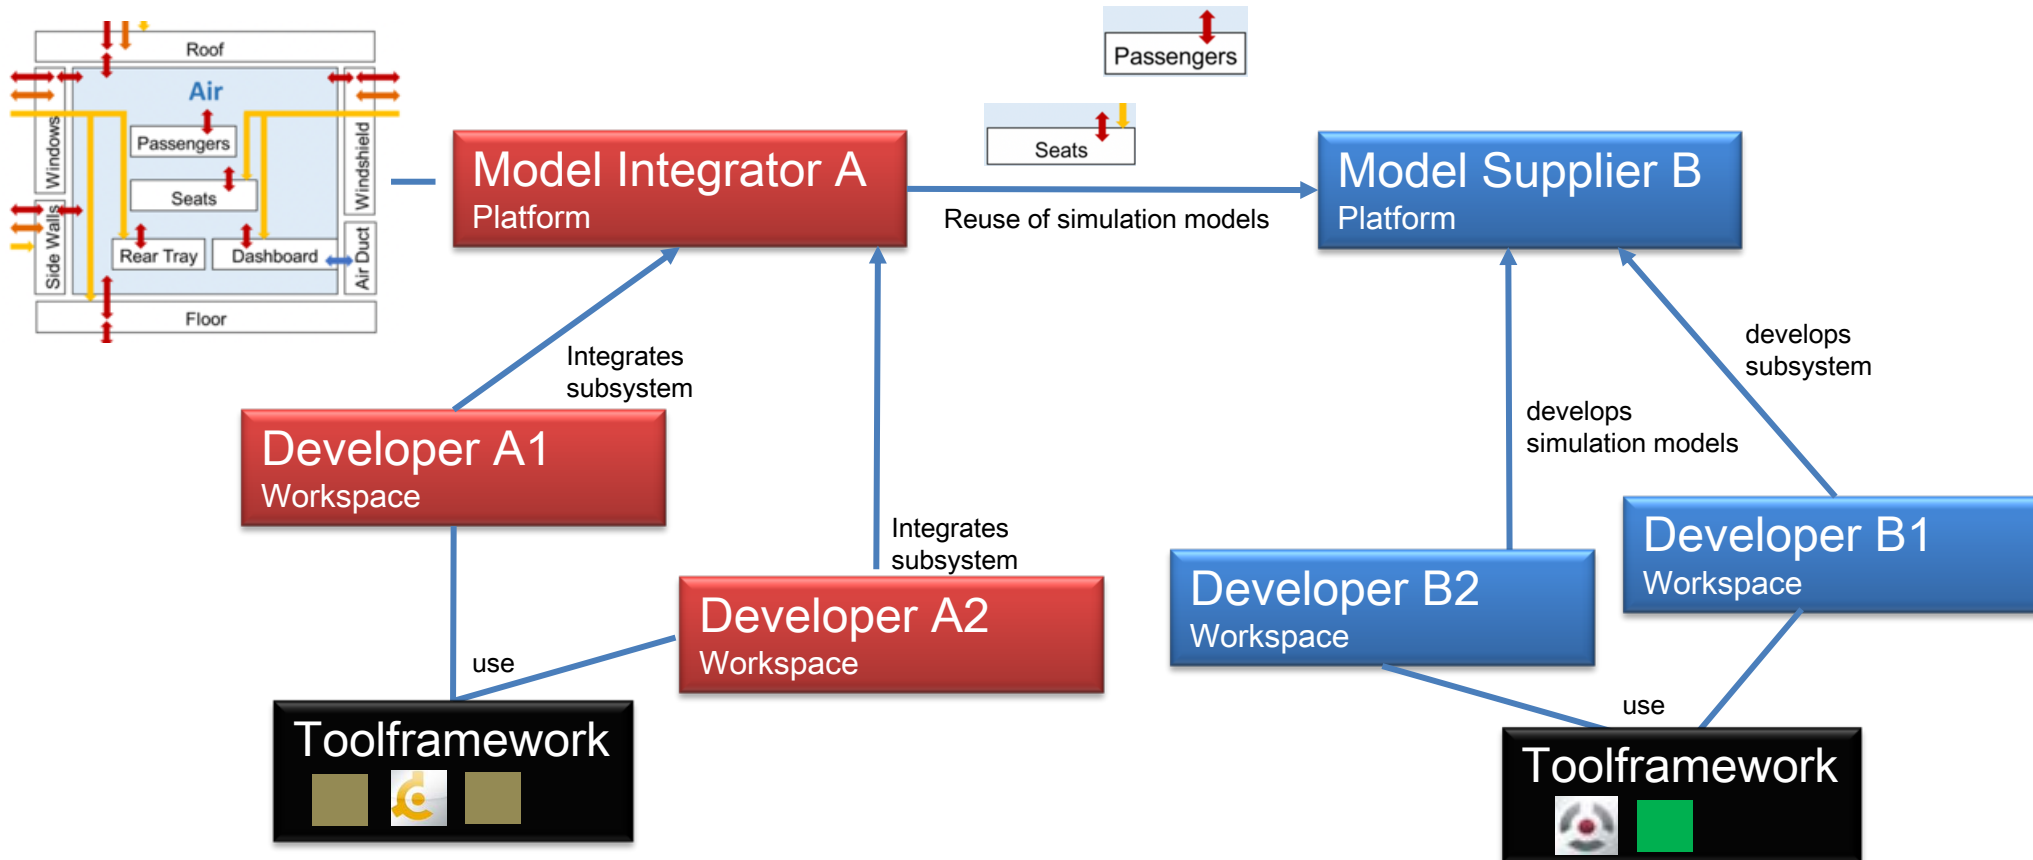 Roof
Air
Windows
Passengers
Windshield
Seats
Side Walls
Rear Tray
Dashboard
Air Duct
Floor
Passengers
Seats
Model Integrator A
Platform
Reuse of simulation models
Model Supplier B
Platform
Integrates
subsystem
develops
subsystem
develops
simulation models
Developer A1
Workspace
Integrates
subsystem
Developer B1
Workspace
Developer A2
Workspace
Developer B2
Workspace
use
use
Toolframework
Toolframework